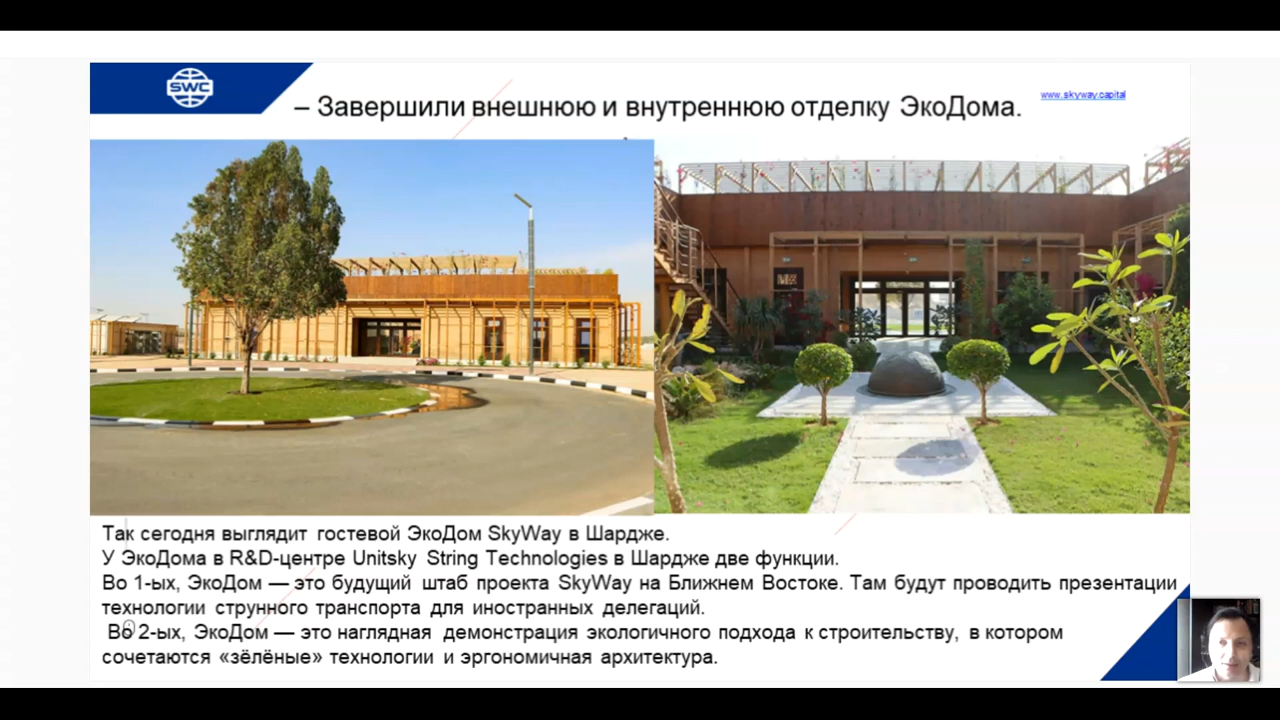 SWC
– Завершили внешнюю и внутреннюю отделку ЭкоДома.
www.skyway.capital
Так сегодня выглядит гостевой ЭкоДом SkyWay в Шардже.
У ЭкоДома в R&D-центре Unitsky String Technologies в Шардже две функции.
Во 1-ых, ЭкоДом — это будущий штаб проекта SkyWay на Ближнем Востоке. Там будут проводить презентации
технологии струнного транспорта для иностранных делегаций.
Во 2-ых, ЭкоДом — это наглядная демонстрация экологичного подхода к строительству, в котором
сочетаются «зёлёные» технологии и эргономичная архитектура.